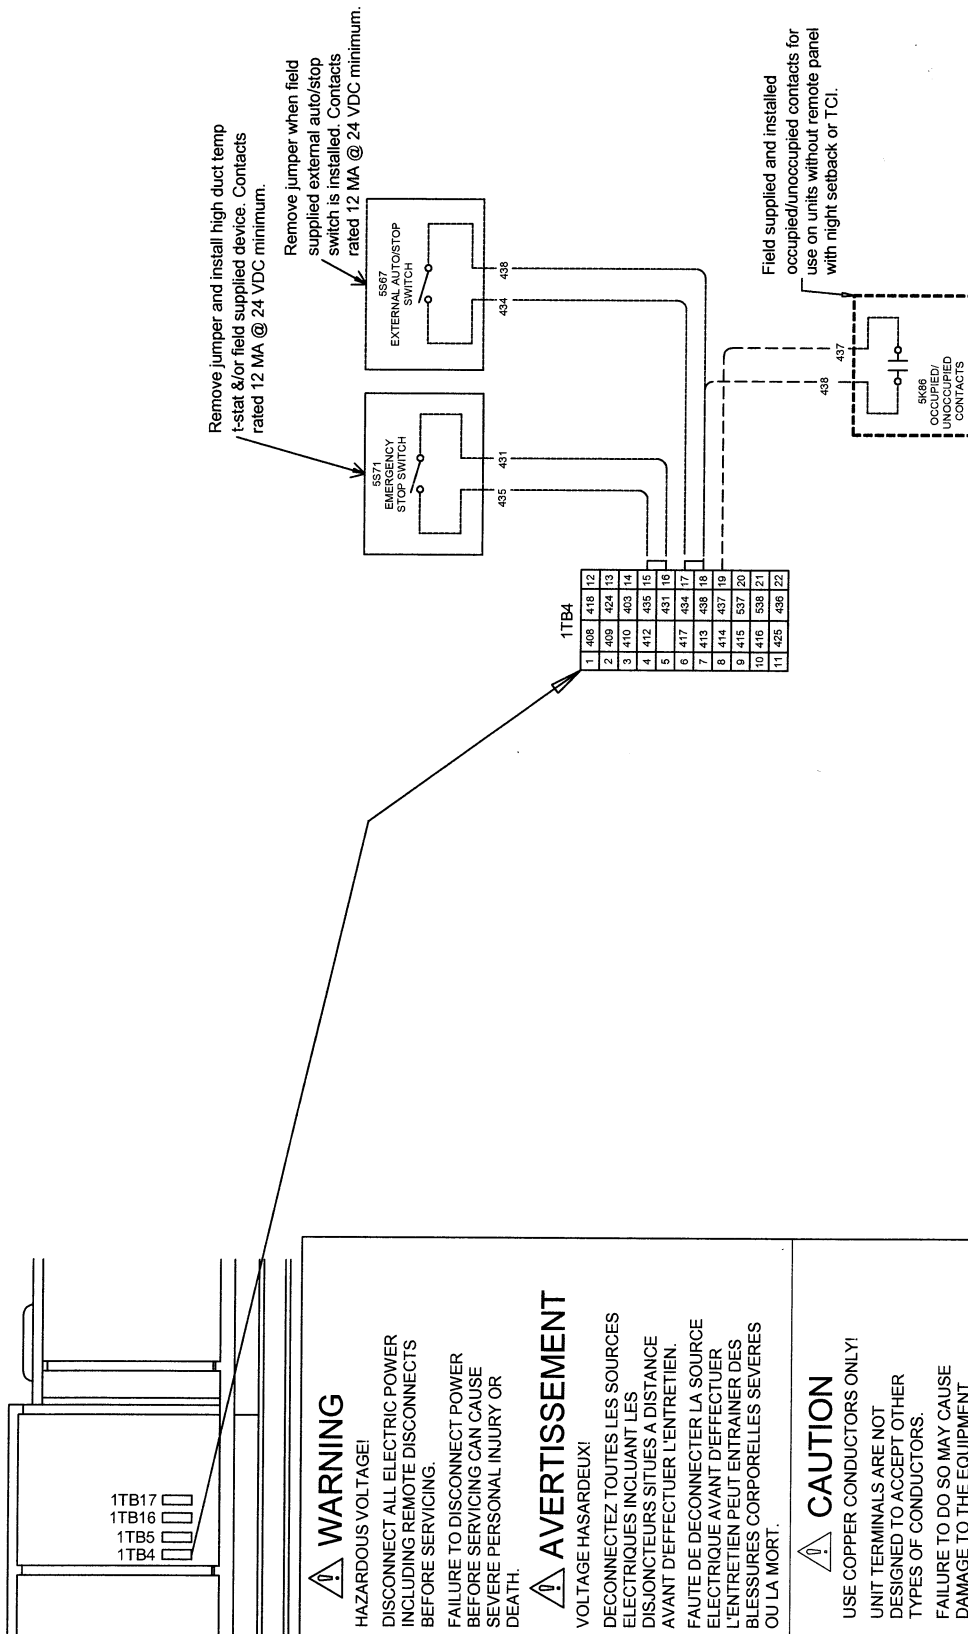 Remove jumper and install high duct temp
t-stat &/or field supplied device. Contacts
rated 12 MA @ 24 VDC minimum.
Remove jumper when field
supplied external auto/stop
switch is installed. Contacts
rated 12 MA @ 24 VDC minimum.
5S71
EMERGENCY
STOP SWITCH
435
431
5S67
EXTERNAL AUTO/STOP
SWITCH
434
438
Field supplied and installed
occupied/unoccupied contacts for
use on units without remote panel
with night setback or TCI.
438
437
5K86
OCCUPIED/
UNOCCUPIED
CONTACTS
1TB4
1 408 418 12
2 409 424 13
3 410 403 14
4 412 435 15
5 431 16
6 417 434 17
7 413 438 18
8 414 437 19
9 415 537 20
10 416 538 21
11 425 436 22
1TB17
1TB16
1TB5
1TB4
WARNING
HAZARDOUS VOLTAGE!
DISCONNECT ALL ELECTRIC POWER
INCLUDING REMOTE DISCONNECTS
BEFORE SERVICING.
FAILURE TO DISCONNECT POWER
BEFORE SERVICING CAN CAUSE
SEVERE PERSONAL INJURY OR
DEATH.
AVERTISSEMENT
VOLTAGE HASARDEUX!
DECONNECTEZ TOUTES LES SOURCES
ELECTRIQUES INCLUANT LES
DISJONCTEURS SITUES A DISTANCE
AVANT D'EFFECTUER L'ENTRETIEN.
FAUTE DE DECONNECTER LA SOURCE
ELECTRIQUE AVANT D'EFFECTUER
L'ENTRETIEN PEUT ENTRAINER DES
BLESSURES CORPORELLES SEVERES
OU LA MORT.
CAUTION
USE COPPER CONDUCTORS ONLY!
UNIT TERMINALS ARE NOT
DESIGNED TO ACCEPT OTHER
TYPES OF CONDUCTORS.
FAILURE TO DO SO MAY CAUSE
DAMAGE TO THE EQUIPMENT